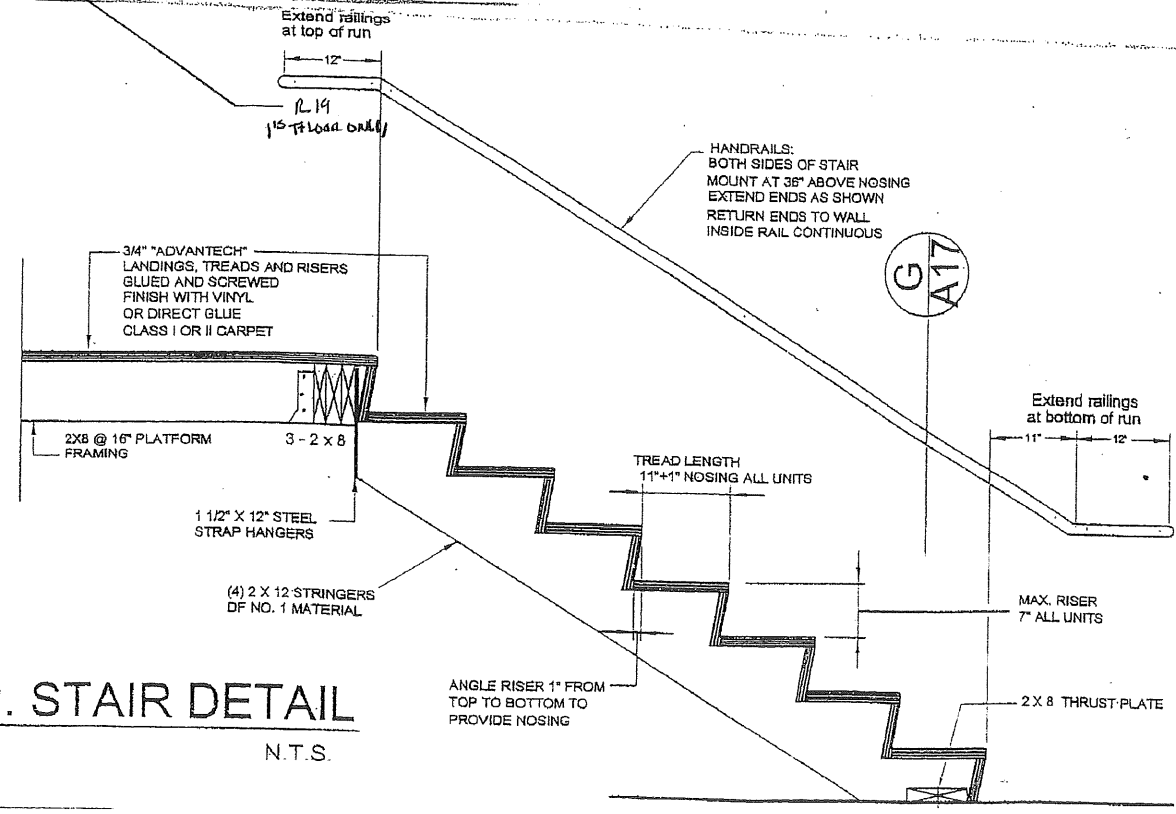 Extend railings
at top of run
12"
R 19
1ST FLOOR ONLY
HANDRAILS:
BOTH SIDES OF STAIR
MOUNT AT 36" ABOVE NOSING
EXTEND ENDS AS SHOWN
RETURN ENDS TO WALL
INSIDE RAIL CONTINUOUS
G
A17
3/4" "ADVANTECH"
LANDINGS, TREADS AND RISERS
GLUED AND SCREWED
FINISH WITH VINYL
OR DIRECT GLUE
CLASS I OR II CARPET
Extend railings
at bottom of run
11"
12"
2X8 @ 16" PLATFORM
FRAMING
3 - 2 x 8
TREAD LENGTH
11"+1" NOSING ALL UNITS
1 1/2" X 12" STEEL
STRAP HANGERS
(4) 2 X 12 STRINGERS
DF NO. 1 MATERIAL
MAX. RISER
7" ALL UNITS
ANGLE RISER 1" FROM
TOP TO BOTTOM TO
PROVIDE NOSING
2 X 8 THRUST PLATE
. STAIR DETAIL
N.T.S.